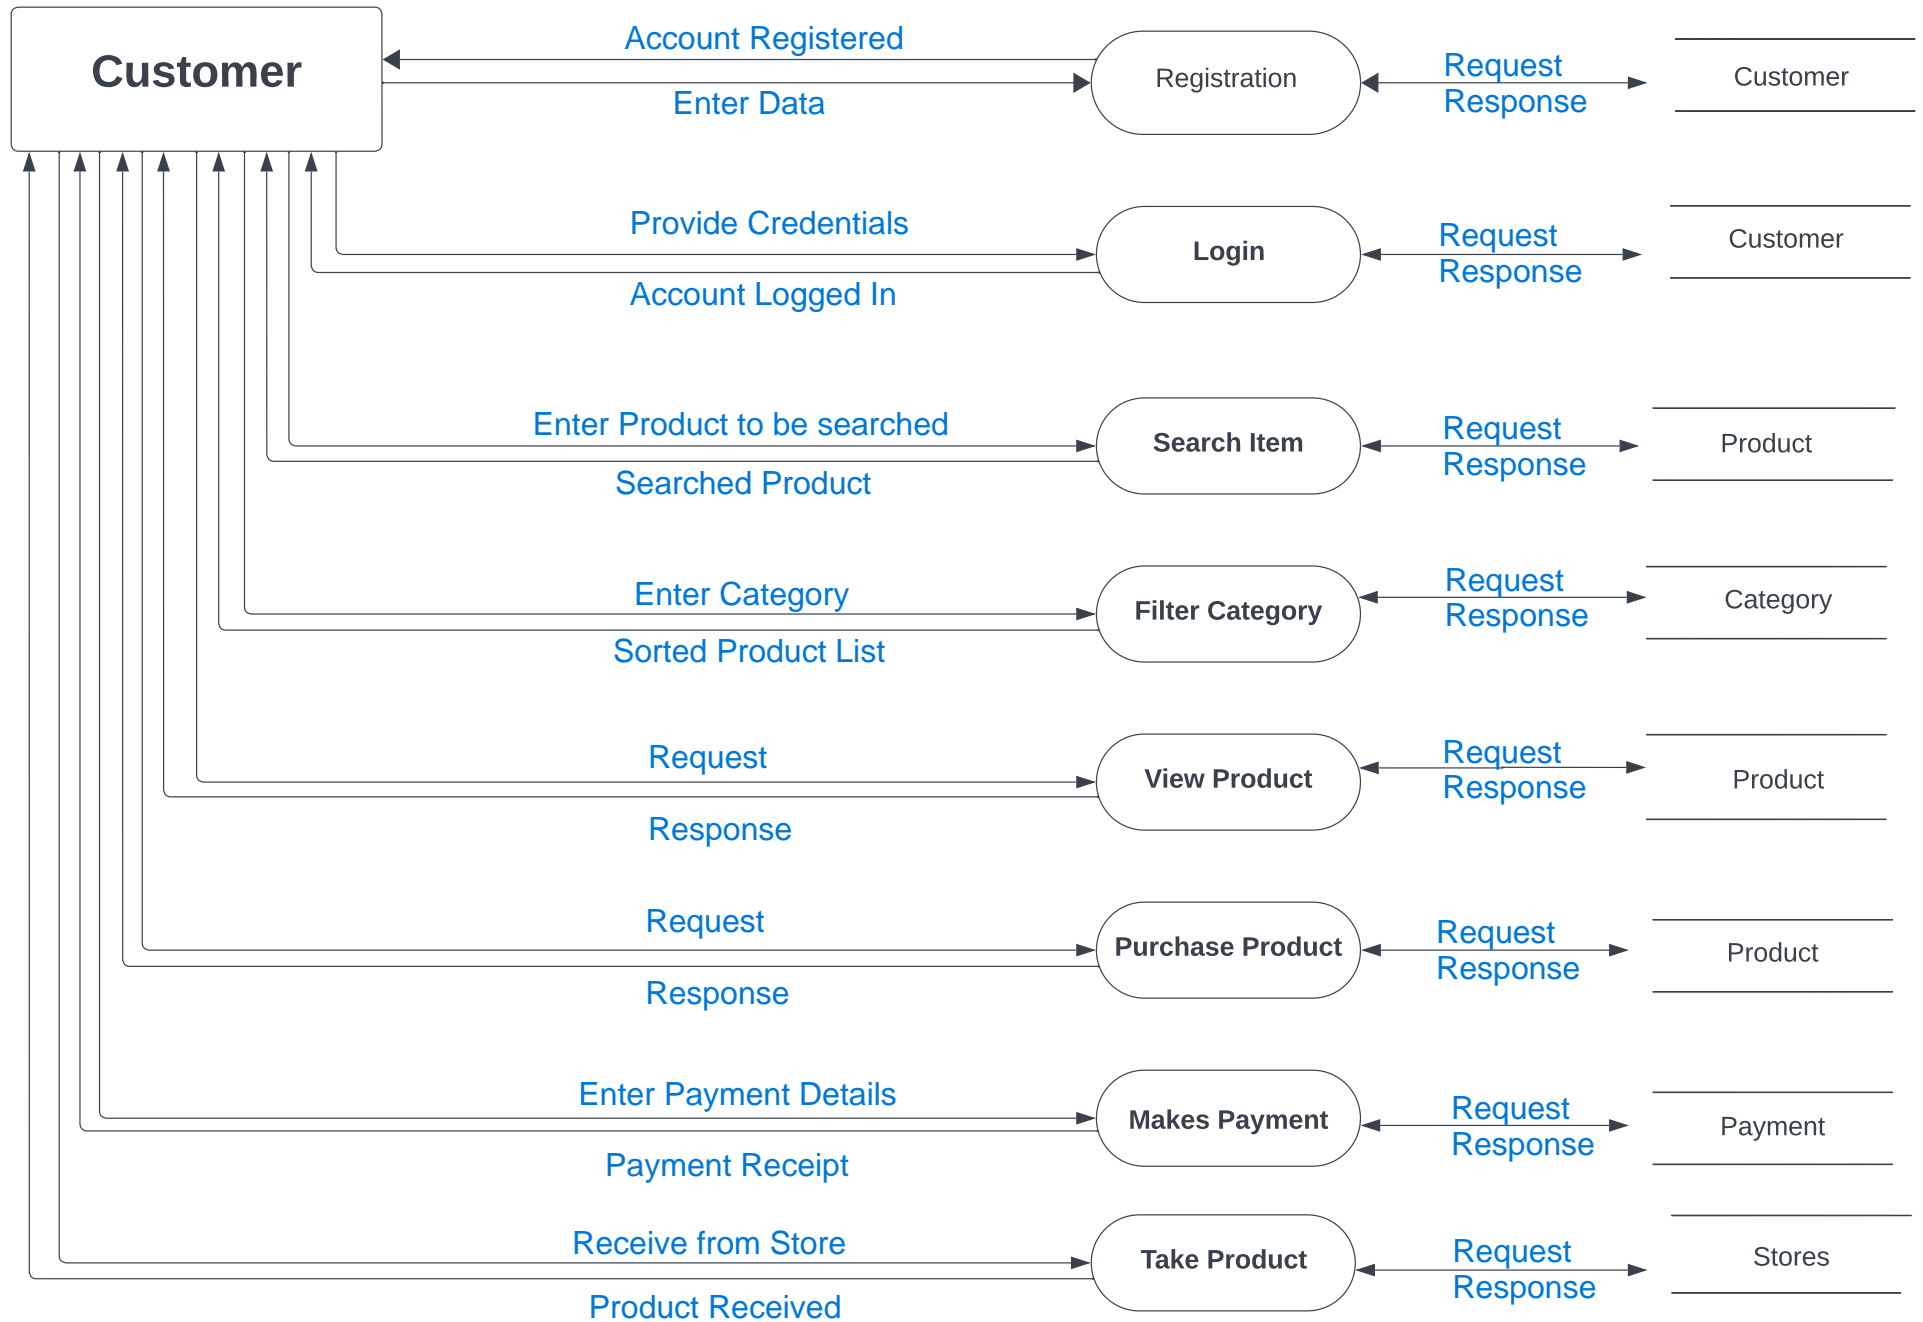 Customer
Account Registered
Enter Data
Registration
Request
Response
Customer
Provide Credentials
Account Logged In
Login
Request
Response
Customer
Enter Product to be searched
Searched Product
Search Item
Request
Response
Product
Enter Category
Sorted Product List
Filter Category
Request
Response
Category
Request
Response
View Product
Request
Response
Product
Request
Response
Purchase Product
Request
Response
Product
Enter Payment Details
Payment Receipt
Makes Payment
Request
Response
Payment
Receive from Store
Product Received
Take Product
Request
Response
Stores